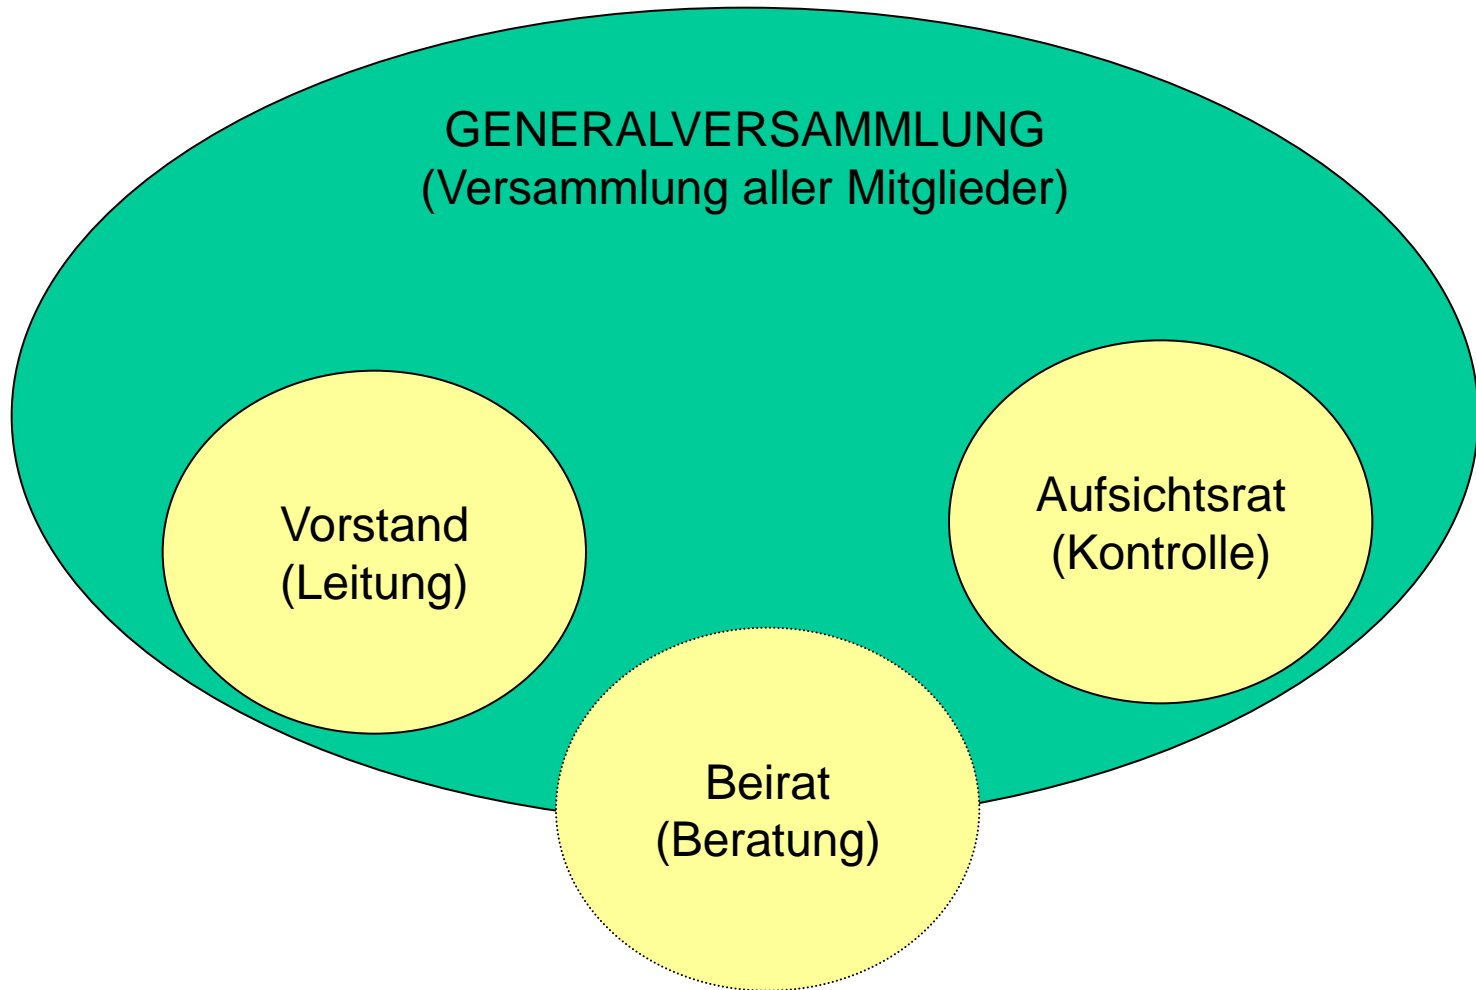 GENERALVERSAMMLUNG
(Versammlung aller Mitglieder)
Vorstand
(Leitung)
Aufsichtsrat
(Kontrolle)
Beirat
(Beratung)